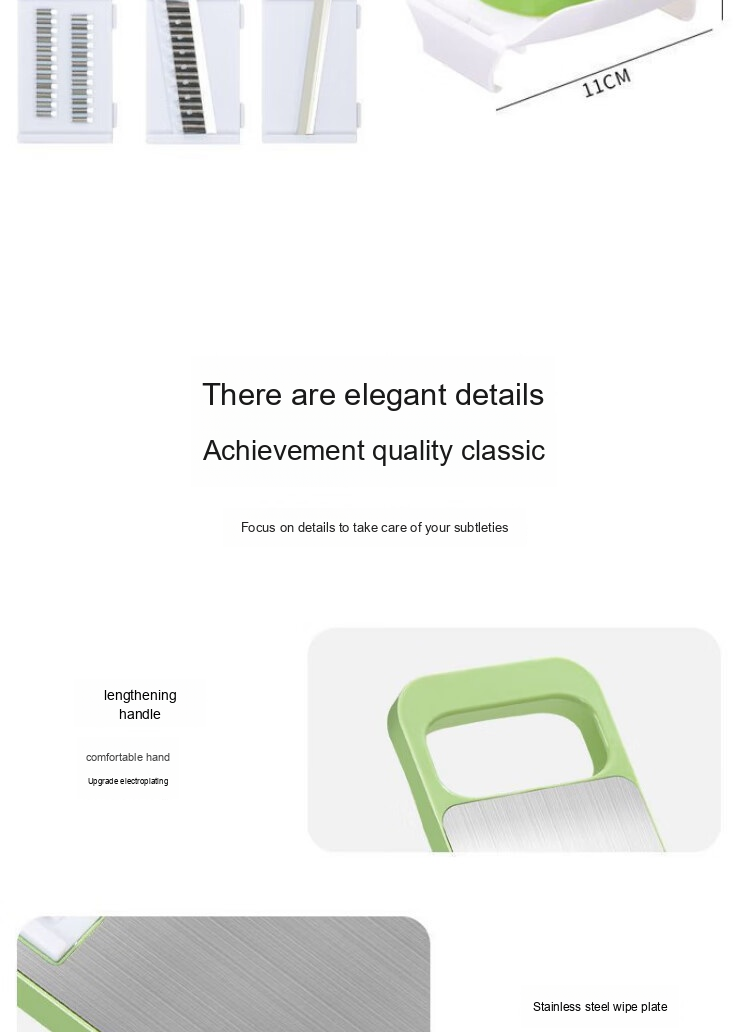 11CM
There are elegant details
Achievement quality classic
Focus on details to take care of your subtleties
lengthening
handle
comfortable hand
Upgrade electroplating
Stainless steel wipe plate